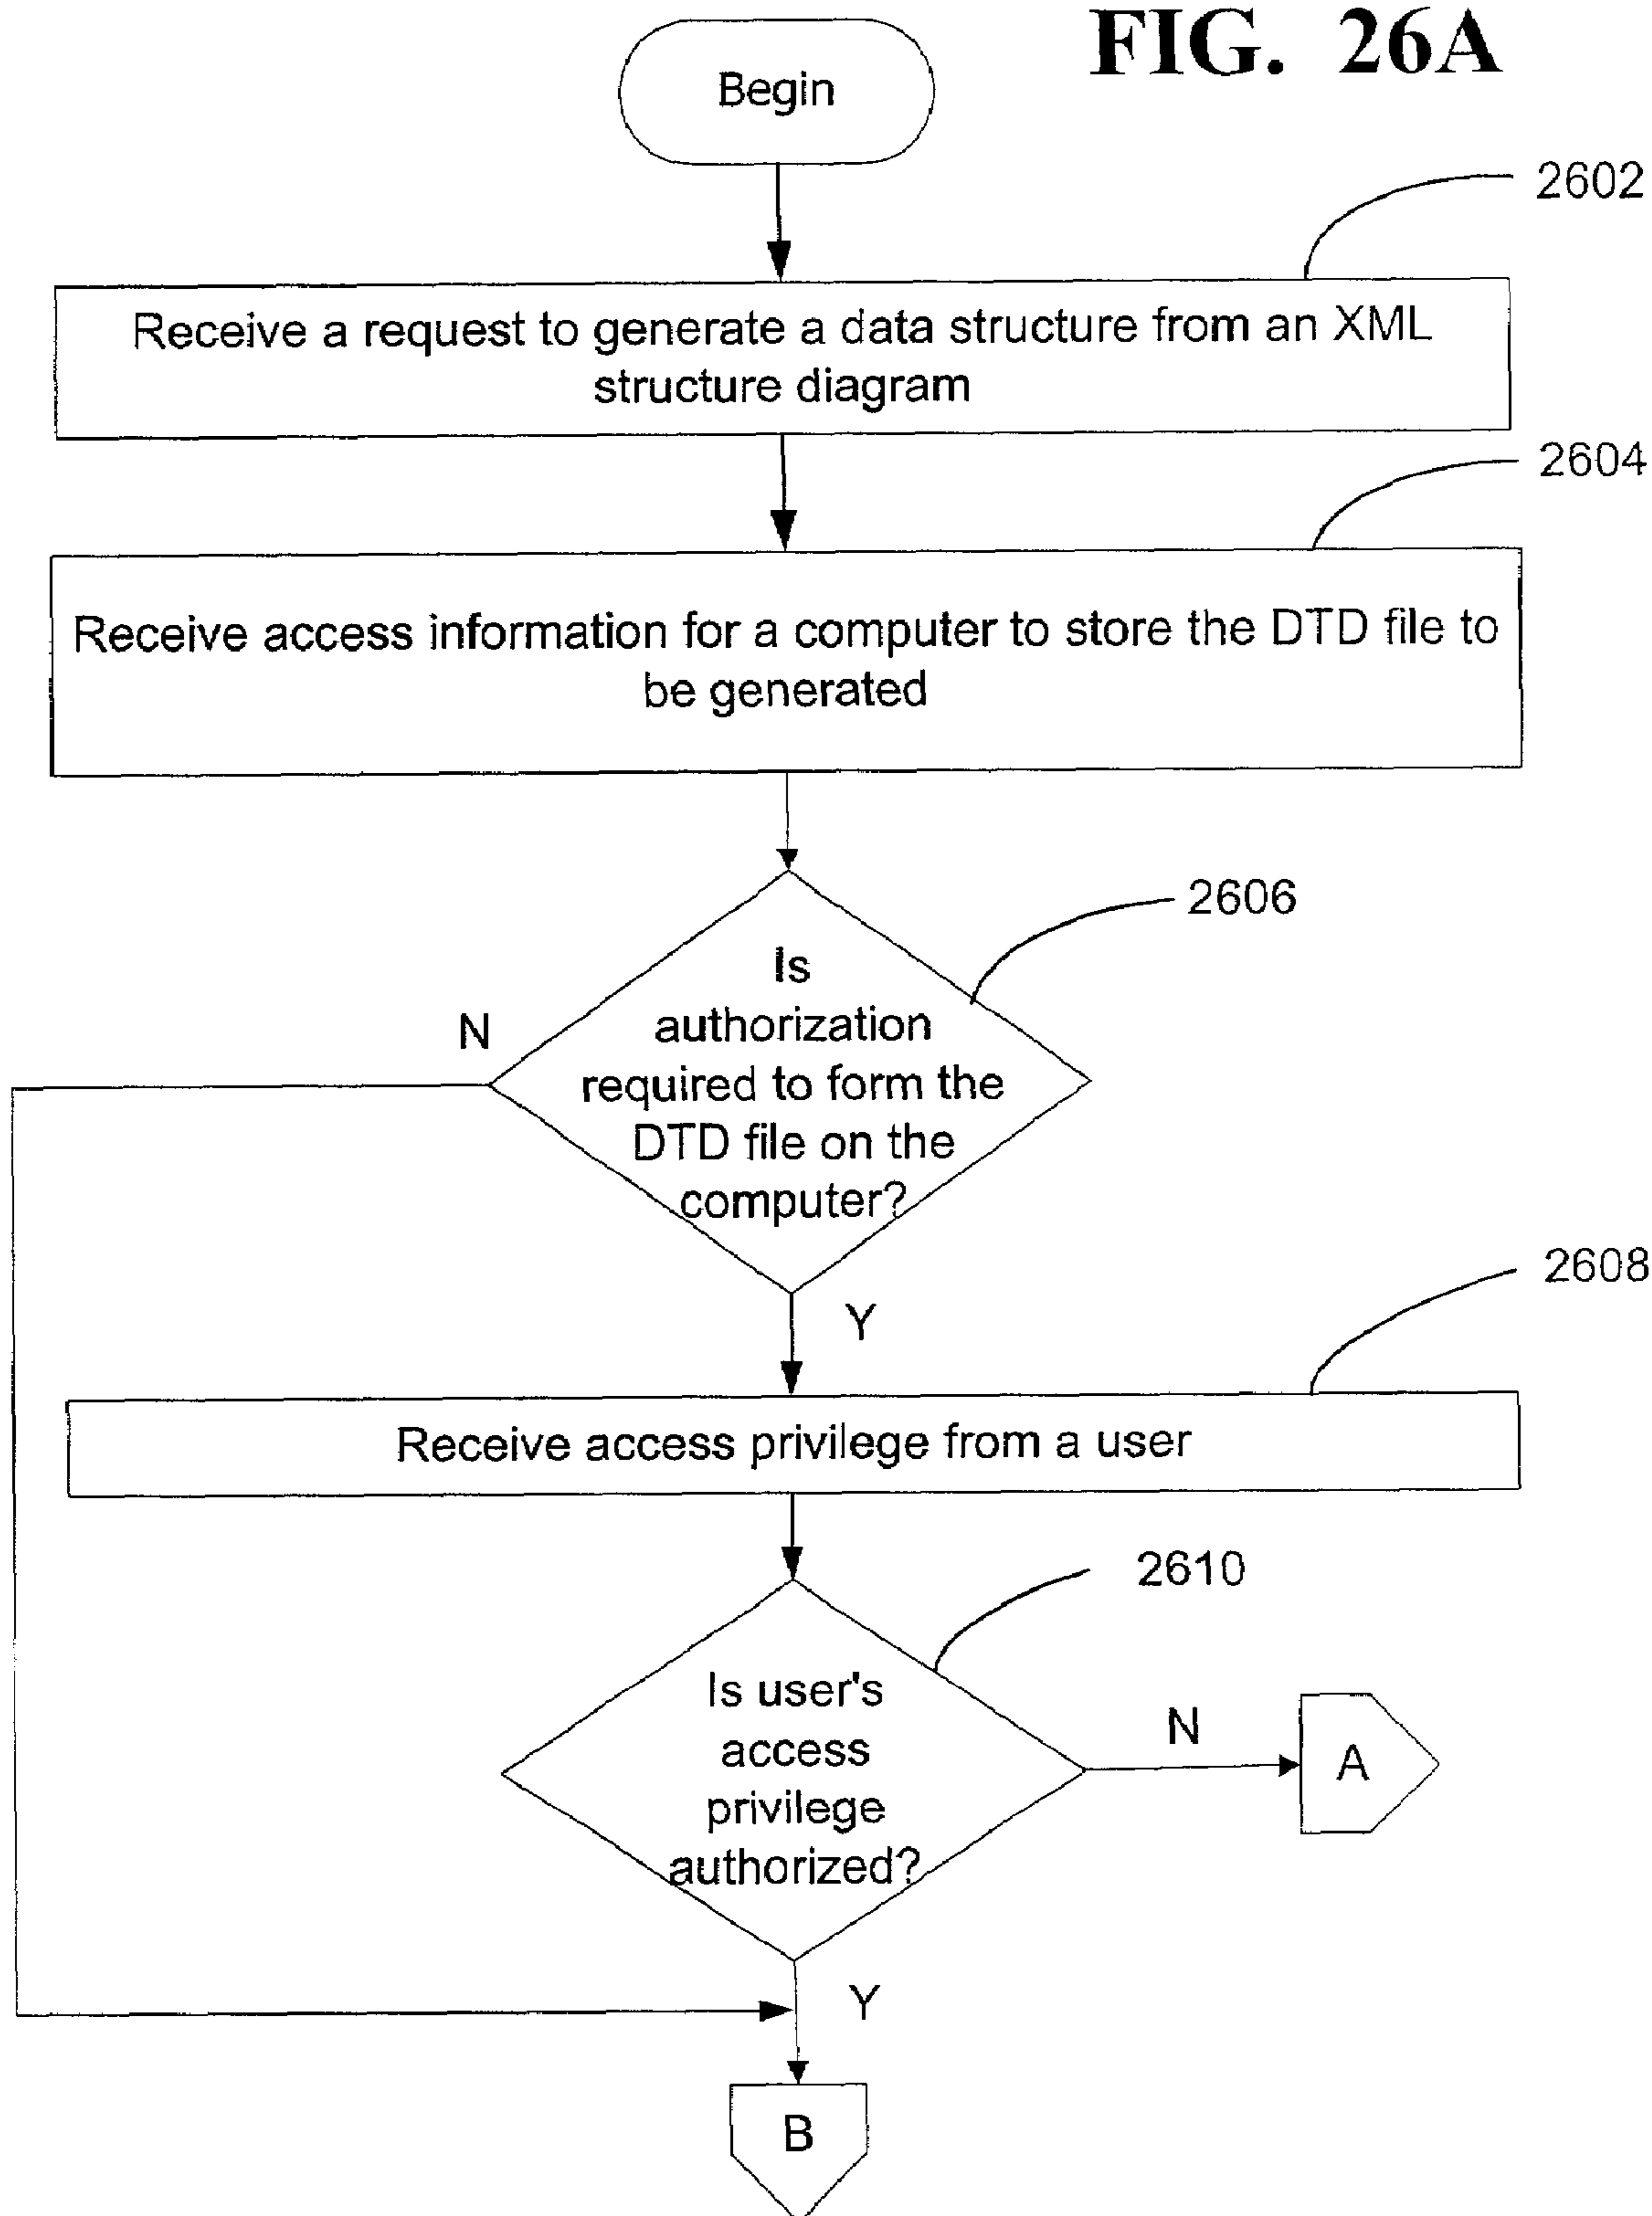 FIG. 26A
Begin
2602
Receive a request to generate a data structure from an XML
structure diagram
2604
Receive access information for a computer to store the DTD file to
be generated
2606
Is
authorization
required to form the
DTD file on the
computer?
N
Y
2608
Receive access privilege from a user
2610
Is user's
access
privilege
authorized?
N
A
Y
B